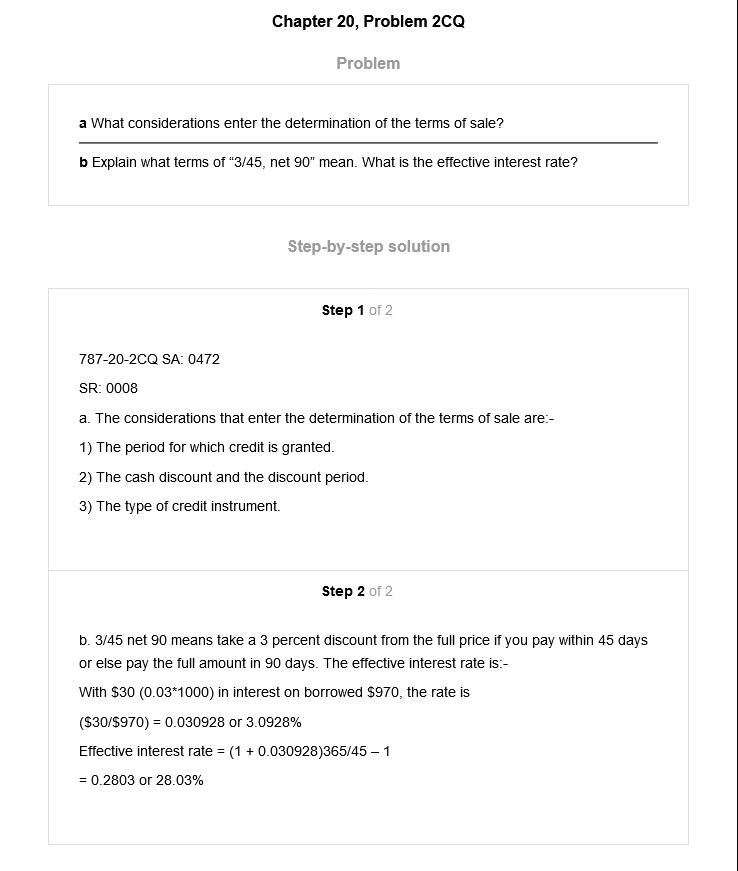 Chapter 20, Problem 2CQ
Problem
a What considerations enter the determination of the terms of sale?
b Explain what terms of “3/45, net 90” mean. What is the effective interest rate?
Step-by-step solution
Step 1 of 2
787-20-2CQ SA: 0472
SR: 0008
a. The considerations that enter the determination of the terms of sale are:-
1) The period for which credit is granted.
2) The cash discount and the discount period.
3) The type of credit instrument.
Step 2 of 2
b. 3/45 net 90 means take a 3 percent discount from the full price if you pay within 45 days
or else pay the full amount in 90 days. The effective interest rate is:-
With $30 (0.03*1000) in interest on borrowed $970, the rate is
($30/$970) = 0.030928 or 3.0928%
Effective interest rate = (1 + 0.030928)365/45 – 1
= 0.2803 or 28.03%